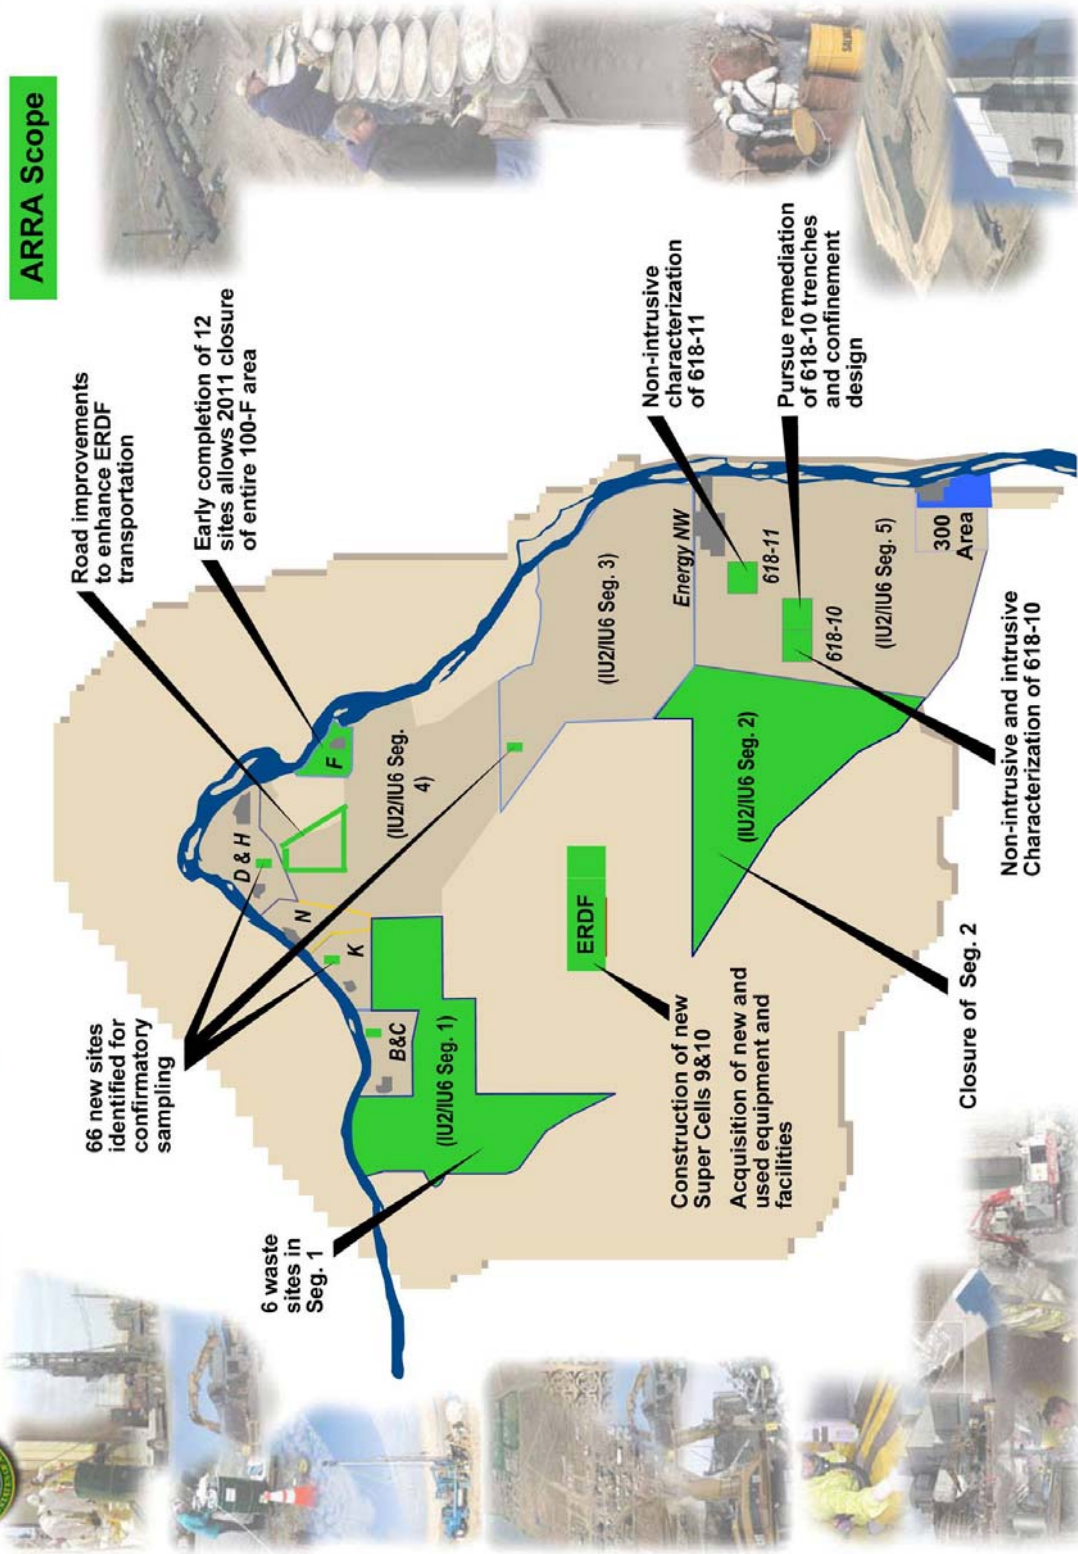 ARRA Scope
Road improvements
to enhance ERDF
transportation
Early completion of 12
sites allows 2011 closure
of entire 100-F area
66 new sites
identified for
confirmatory
sampling
6 waste
sites in
Seg. 1
D & H
N
K
B&C
F
(IU2/IU6 Seg. 1)
(IU2/IU6 Seg.
4)
(IU2/IU6 Seg. 3)
ERDF
Energy NW
(IU2/IU6 Seg. 2)
618-11
618-10
(IU2/IU6 Seg. 5)
300
Area
Non-intrusive
characterization
of 618-11
Pursue remediation
of 618-10 trenches
and confinement
design
Construction of new
Super Cells 9&10
Acquisition of new and
used equipment and
facilities
Closure of Seg. 2
Non-intrusive and intrusive
Characterization of 618-10